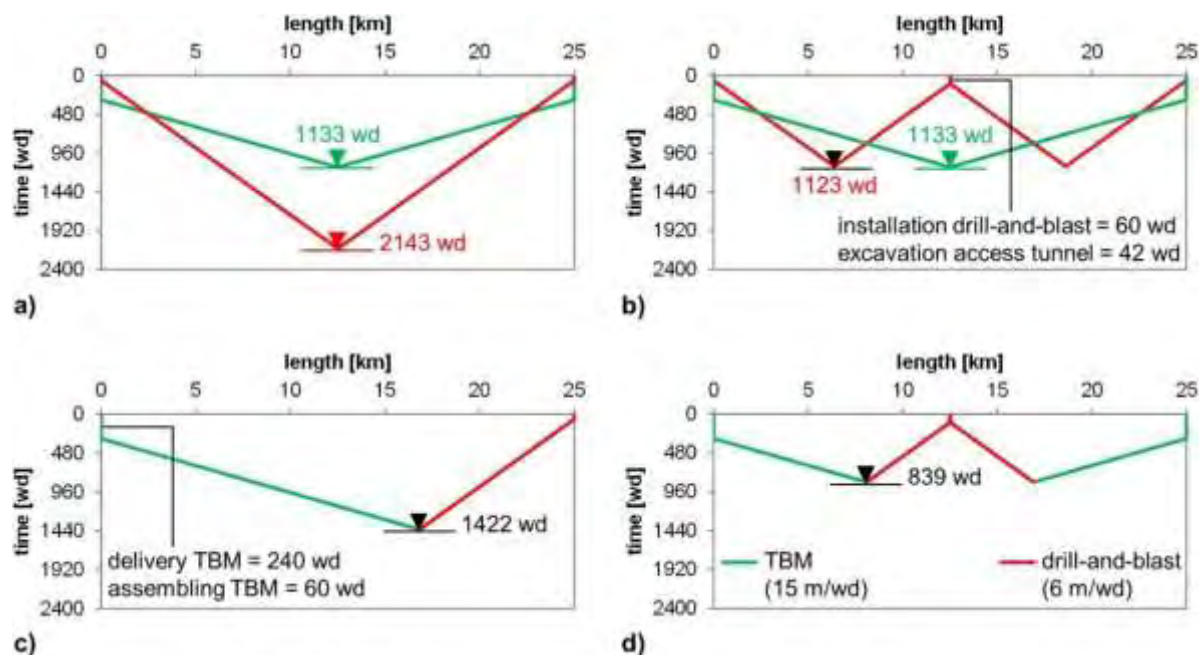 length [km]
0 5 10 15 20 25
time [wd]
0
480
960
1440
1920
2400
1133 wd
2143 wd
a)
length [km]
0 5 10 15 20 25
time [wd]
0
480
960
1440
1920
2400
1133 wd
1123 wd
installation drill-and-blast = 60 wd
excavation access tunnel = 42 wd
b)
length [km]
0 5 10 15 20 25
time [wd]
0
480
960
1440
1920
2400
1422 wd
delivery TBM = 240 wd
assembling TBM = 60 wd
c)
length [km]
0 5 10 15 20 25
time [wd]
0
480
960
1440
1920
2400
839 wd
TBM
(15 m/wd)
drill-and-blast
(6 m/wd)
d)